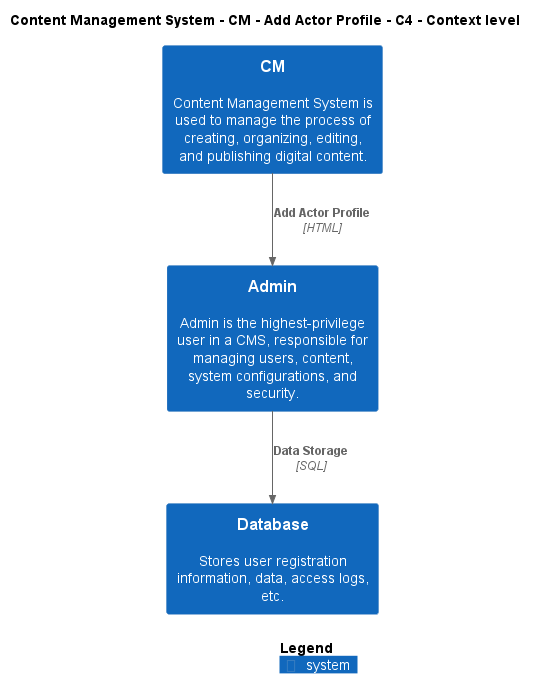 Content Management System - CM - Add Actor Profile - C4 - Context level
CM
Content Management System is
used to manage the process of
creating, organizing, editing,
and publishing digital content.
Add Actor Profile
[HTML]
Admin
Admin is the highest-privilege
user in a CMS, responsible for
managing users, content,
system configurations, and
security.
Data Storage
[SQL]
Database
Stores user registration
information, data, access logs,
etc.
Legend
system